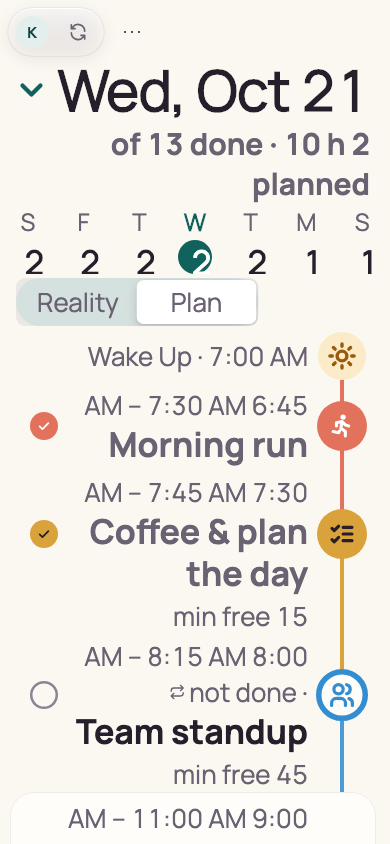 K ...
Wed, Oct 21
of 13 done · 10 h 2
planned
S F T W T M S
2 2 2 2 2 1 1
Reality Plan
Wake Up · 7:00 AM
AM – 7:30 AM 6:45
Morning run
AM – 7:45 AM 7:30
Coffee & plan
the day
min free 15
AM – 8:15 AM 8:00
not done ·
Team standup
min free 45
AM – 11:00 AM 9:00